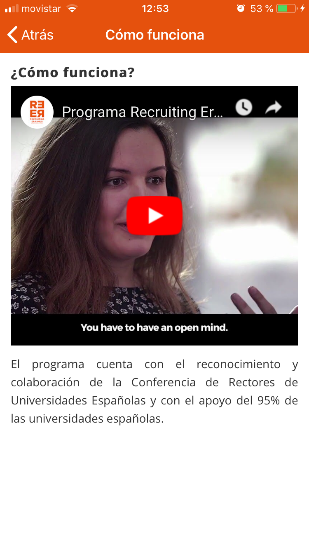 movistar 12:53 53 %
Atrás Cómo funciona
¿Cómo funciona?
Programa Recruiting Er...
You have to have an open mind.
El programa cuenta con el reconocimiento y
colaboración de la Conferencia de Rectores de
Universidades Españolas y con el apoyo del 95% de
las universidades españolas.